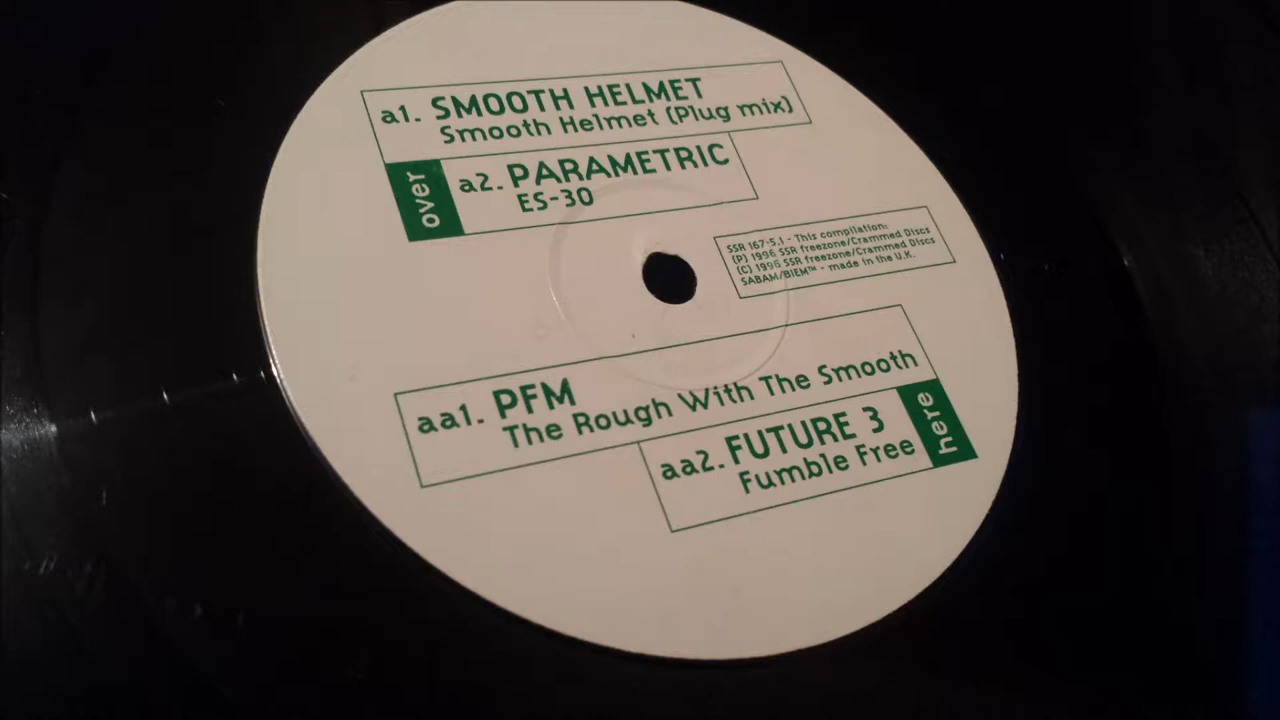 a1. SMOOTH HELMET
Smooth Helmet (Plug mix)
over
a2. PARAMETRIC
ES-30
SSR 167-5.1 - This compilation:
(P) 1996 SSR freezone/Crammed Discs
(C) 1996 SSR freezone/Crammed Discs
SABAM/BIEM™ - made in the U.K.
aa1. PFM
The Rough With The Smooth
aa2. FUTURE 3
Fumble Free
here